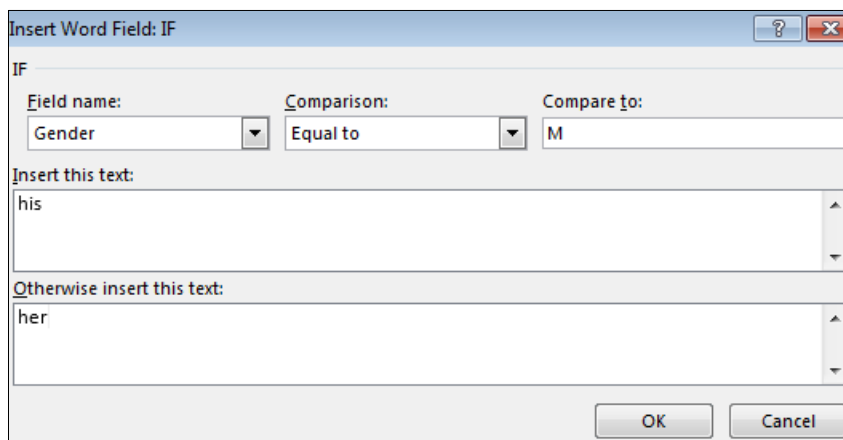 Insert Word Field: IF
IF
Field name: Comparison: Compare to:
Gender Equal to M
Insert this text:
his
Otherwise insert this text:
her
OK Cancel